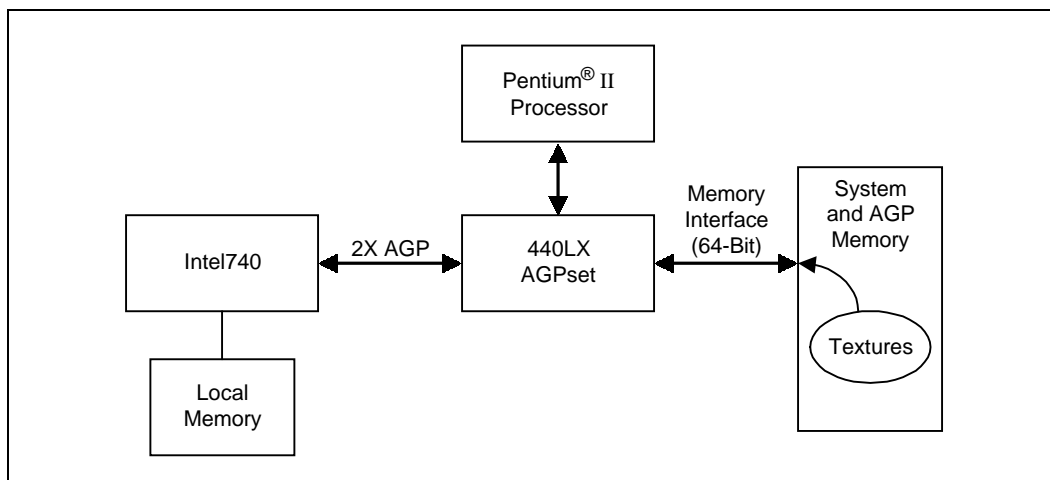 Pentium® II
Processor
System
and AGP
Memory
Memory
Interface
(64-Bit)
2X AGP
Intel740
440LX
AGPset
Textures
Local
Memory